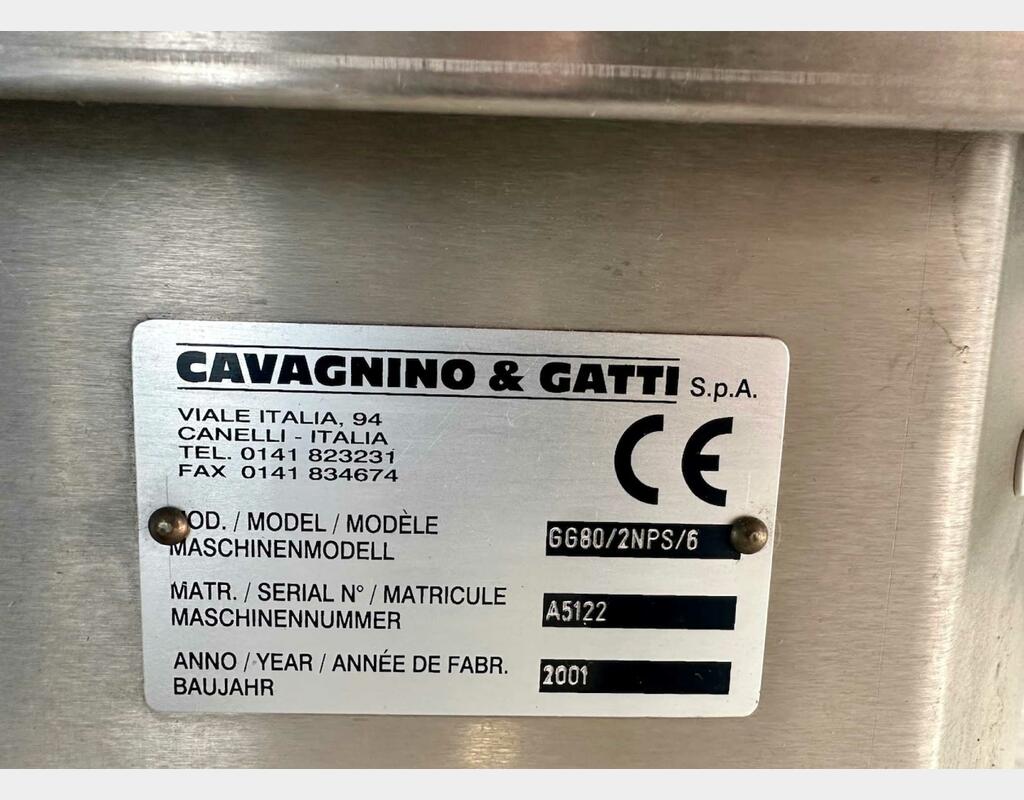 CAVAGNINO & GATTI S.p.A.
VIALE ITALIA, 94
CANELLI - ITALIA
TEL. 0141 823231
FAX 0141 834674
CE
MOD. / MODEL / MODÈLE
MASCHINENMODELL
GG80/2NPS/6
MATR. / SERIAL N° / MATRICULE
MASCHINENNUMMER
A5122
ANNO / YEAR / ANNÉE DE FABR.
BAUJAHR
2001